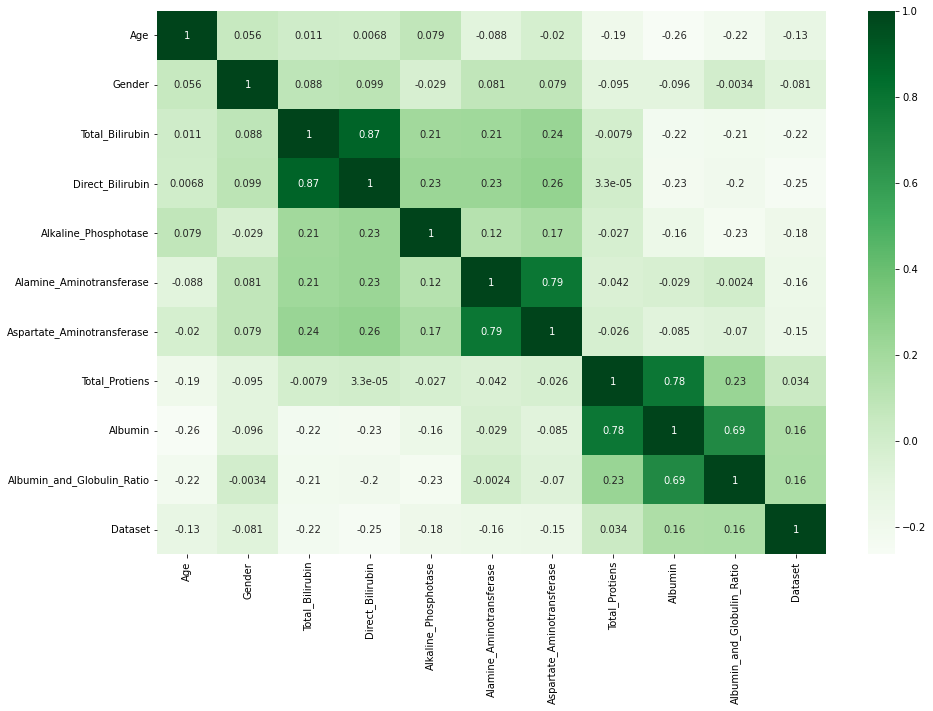 Age 1 0.056 0.011 0.0068 0.079 -0.088 -0.02 -0.19 -0.26 -0.22 -0.13
Gender 0.056 1 0.088 0.099 -0.029 0.081 0.079 -0.095 -0.096 -0.0034 -0.081
Total_Bilirubin 0.011 0.088 1 0.87 0.21 0.21 0.24 -0.0079 -0.22 -0.21 -0.22
Direct_Bilirubin 0.0068 0.099 0.87 1 0.23 0.23 0.26 3.3e-05 -0.23 -0.2 -0.25
Alkaline_Phosphotase 0.079 -0.029 0.21 0.23 1 0.12 0.17 -0.027 -0.16 -0.23 -0.18
Alamine_Aminotransferase -0.088 0.081 0.21 0.23 0.12 1 0.79 -0.042 -0.029 -0.0024 -0.16
Aspartate_Aminotransferase -0.02 0.079 0.24 0.26 0.17 0.79 1 -0.026 -0.085 -0.07 -0.15
Total_Protiens -0.19 -0.095 -0.0079 3.3e-05 -0.027 -0.042 -0.026 1 0.78 0.23 0.034
Albumin -0.26 -0.096 -0.22 -0.23 -0.16 -0.029 -0.085 0.78 1 0.69 0.16
Albumin_and_Globulin_Ratio -0.22 -0.0034 -0.21 -0.2 -0.23 -0.0024 -0.07 0.23 0.69 1 0.16
Dataset -0.13 -0.081 -0.22 -0.25 -0.18 -0.16 -0.15 0.034 0.16 0.16 1
Age
Gender
Total_Bilirubin
Direct_Bilirubin
Alkaline_Phosphotase
Alamine_Aminotransferase
Aspartate_Aminotransferase
Total_Protiens
Albumin
Albumin_and_Globulin_Ratio
Dataset
1.0
0.8
0.6
0.4
0.2
0.0
−0.2